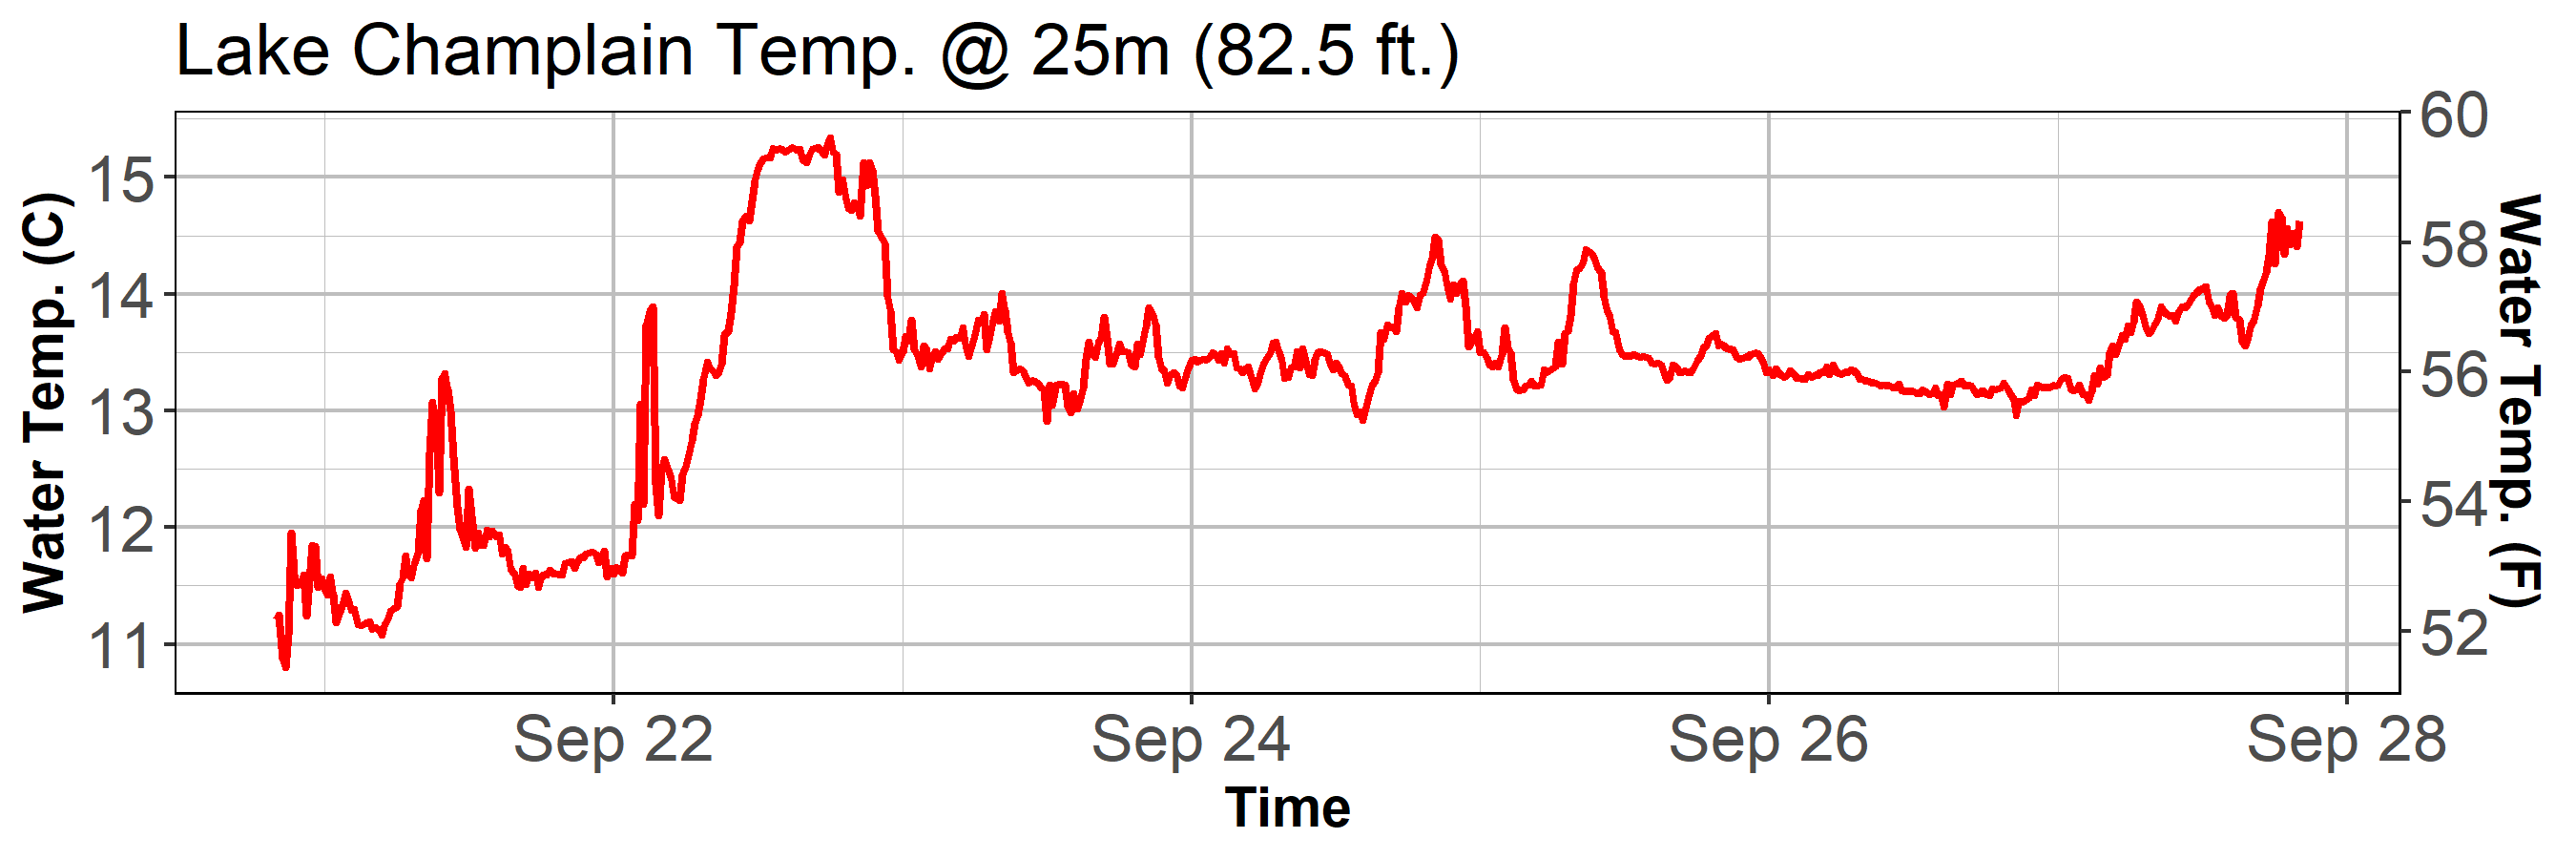 Lake Champlain Temp. @ 25m (82.5 ft.)
Water Temp. (C)
15
14
13
12
11
60
58
56
54
52
Water Temp. (F)
Sep 22
Sep 24
Sep 26
Sep 28
Time